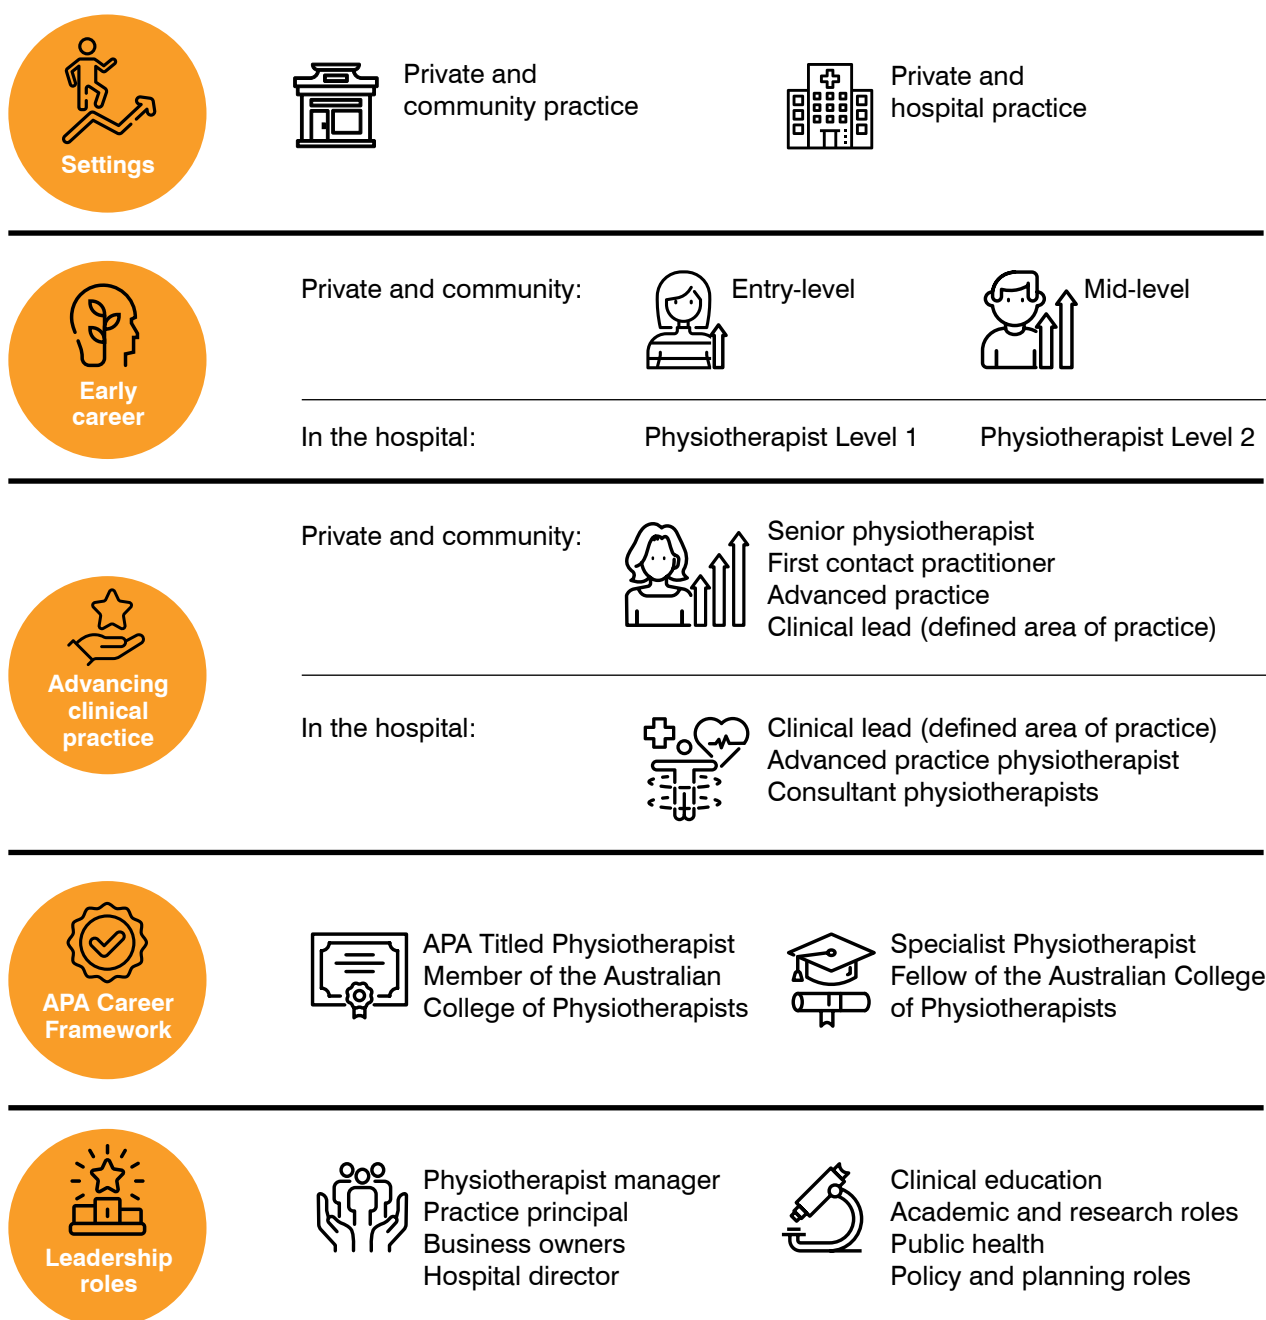 Settings
Private and
community practice
Private and
hospital practice
Early
career
Private and community:
Entry-level
Mid-level
In the hospital:
Physiotherapist Level 1
Physiotherapist Level 2
Advancing
clinical
practice
Private and community:
Senior physiotherapist
First contact practitioner
Advanced practice
Clinical lead (defined area of practice)
In the hospital:
Clinical lead (defined area of practice)
Advanced practice physiotherapist
Consultant physiotherapists
APA Career
Framework
APA Titled Physiotherapist
Member of the Australian
College of Physiotherapists
Specialist Physiotherapist
Fellow of the Australian College
of Physiotherapists
Leadership
roles
Physiotherapist manager
Practice principal
Business owners
Hospital director
Clinical education
Academic and research roles
Public health
Policy and planning roles